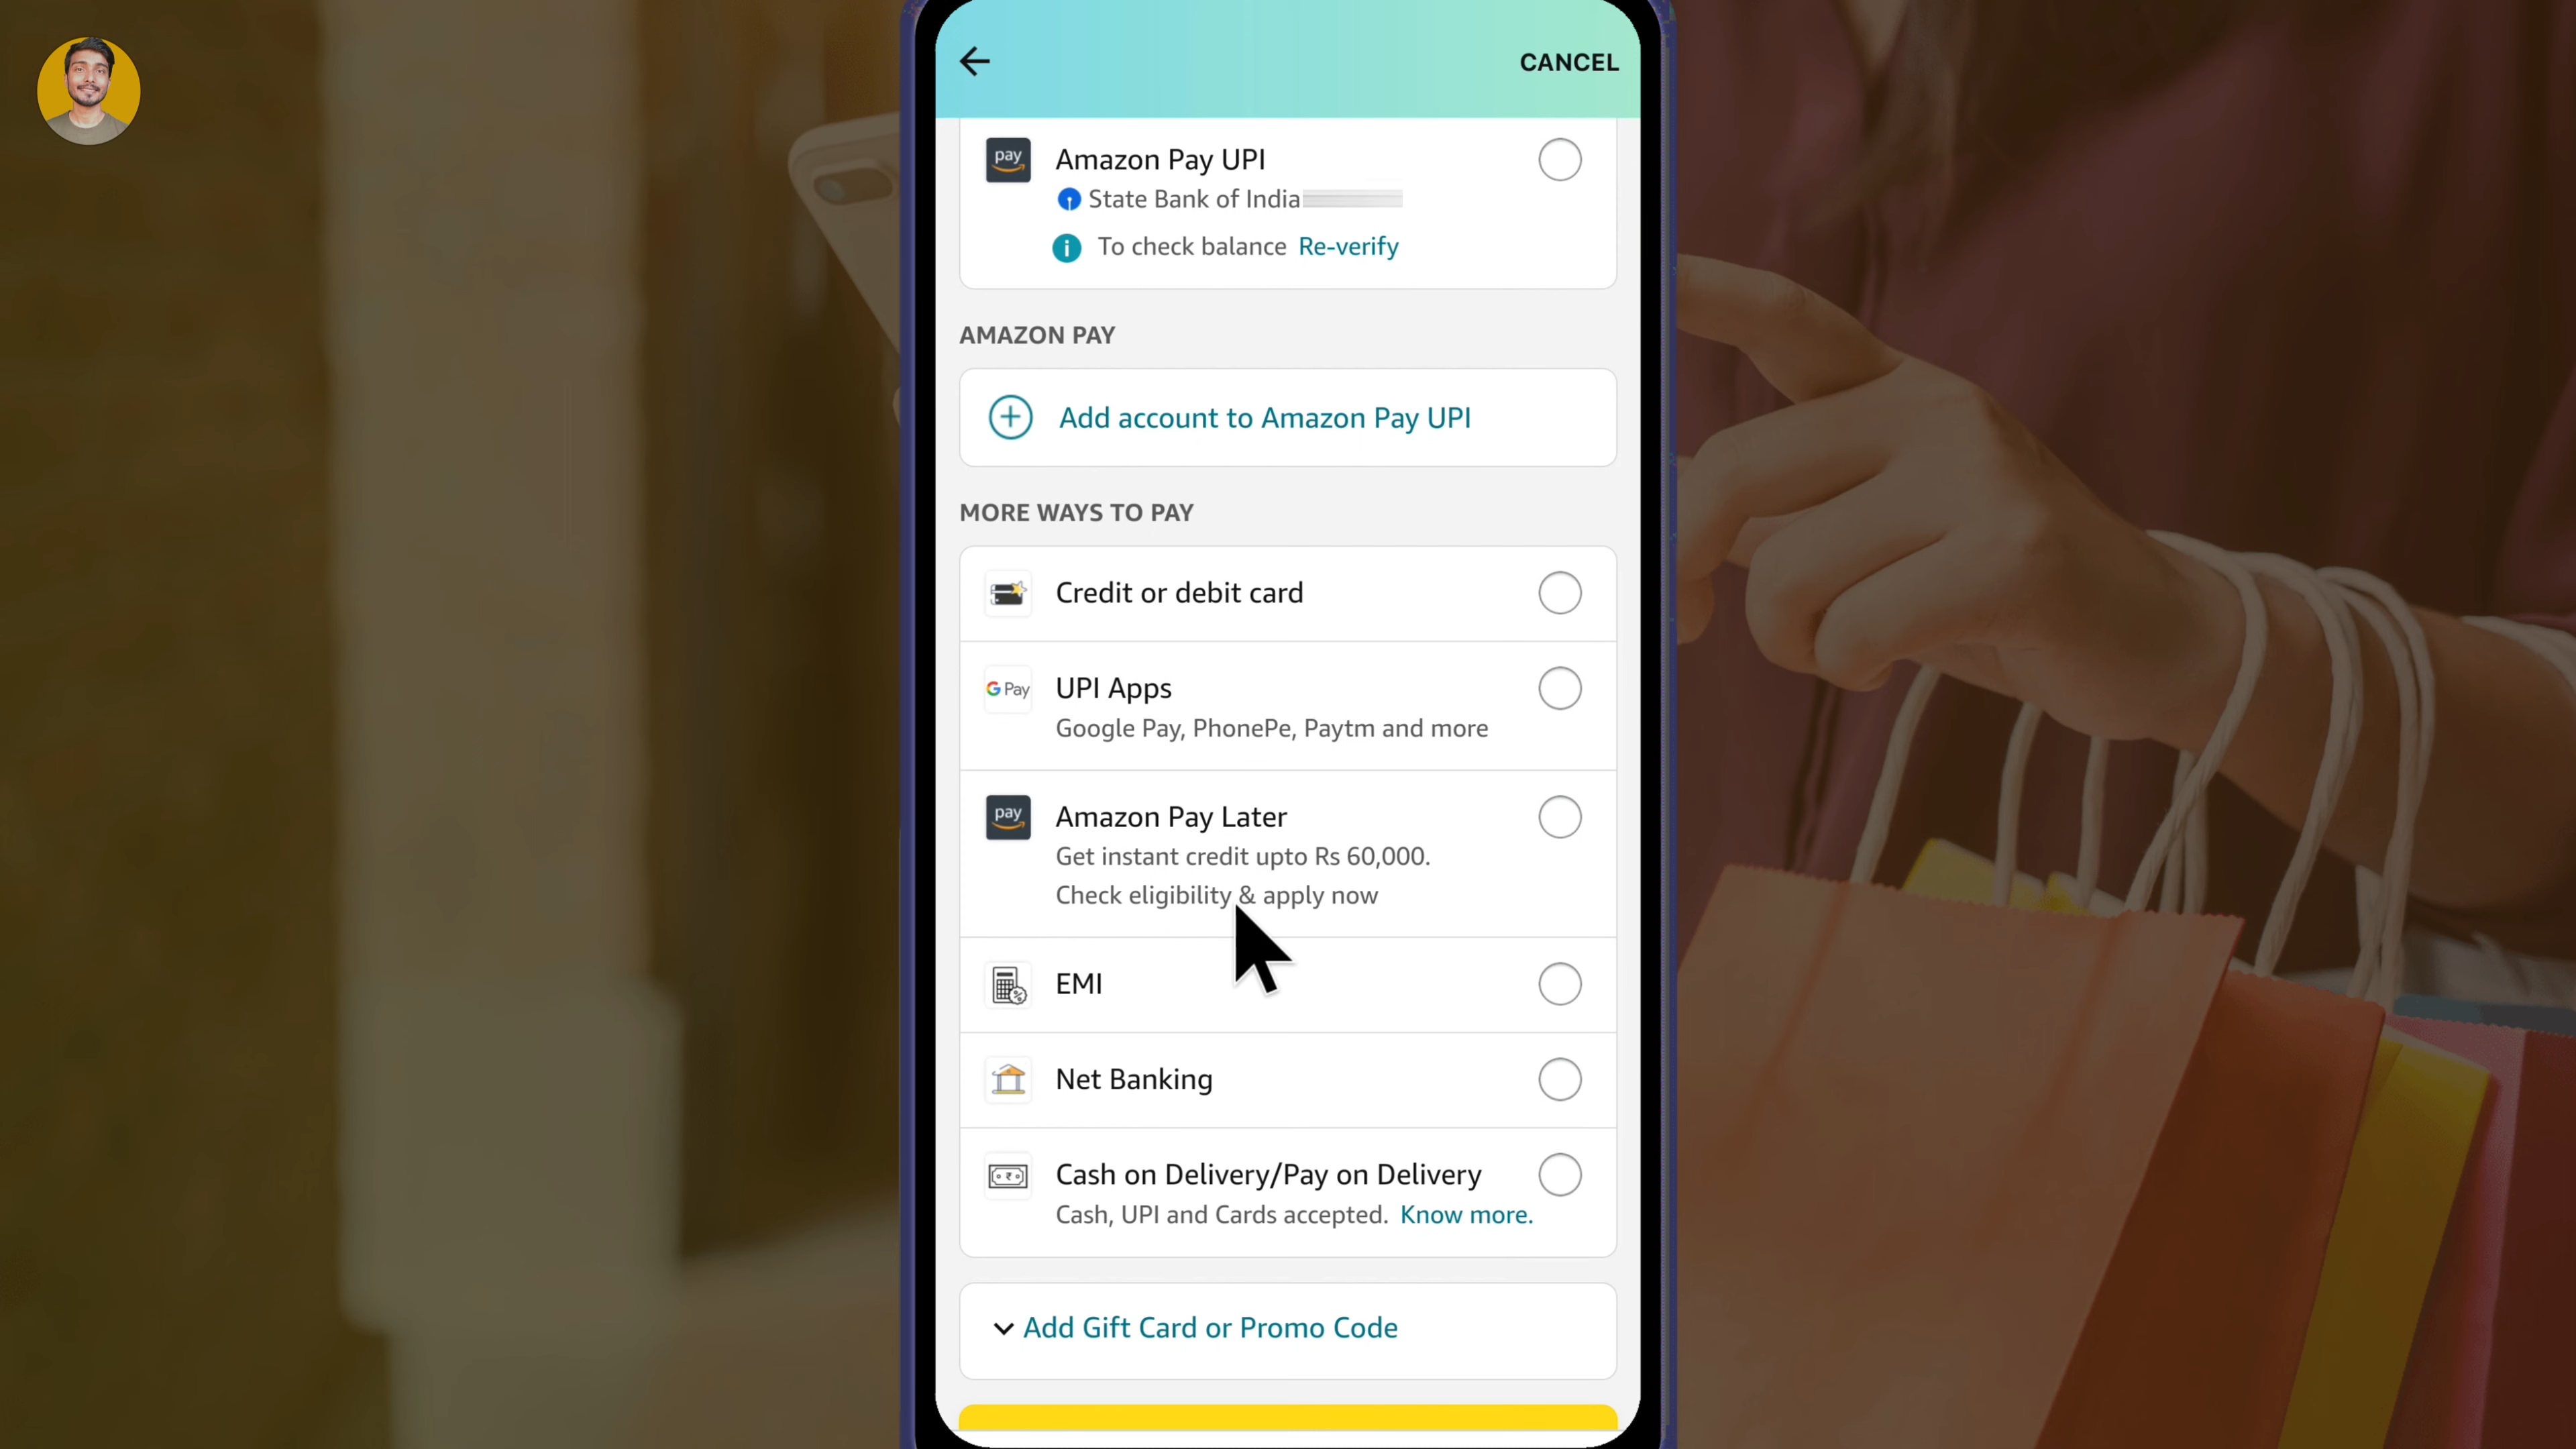 CANCEL
pay
Amazon Pay UPI
State Bank of India
i To check balance Re-verify
AMAZON PAY
Add account to Amazon Pay UPI
MORE WAYS TO PAY
Credit or debit card
G Pay UPI Apps
Google Pay, PhonePe, Paytm and more
pay Amazon Pay Later
Get instant credit upto Rs 60,000.
Check eligibility & apply now
EMI
Net Banking
Cash on Delivery/Pay on Delivery
Cash, UPI and Cards accepted. Know more.
Add Gift Card or Promo Code